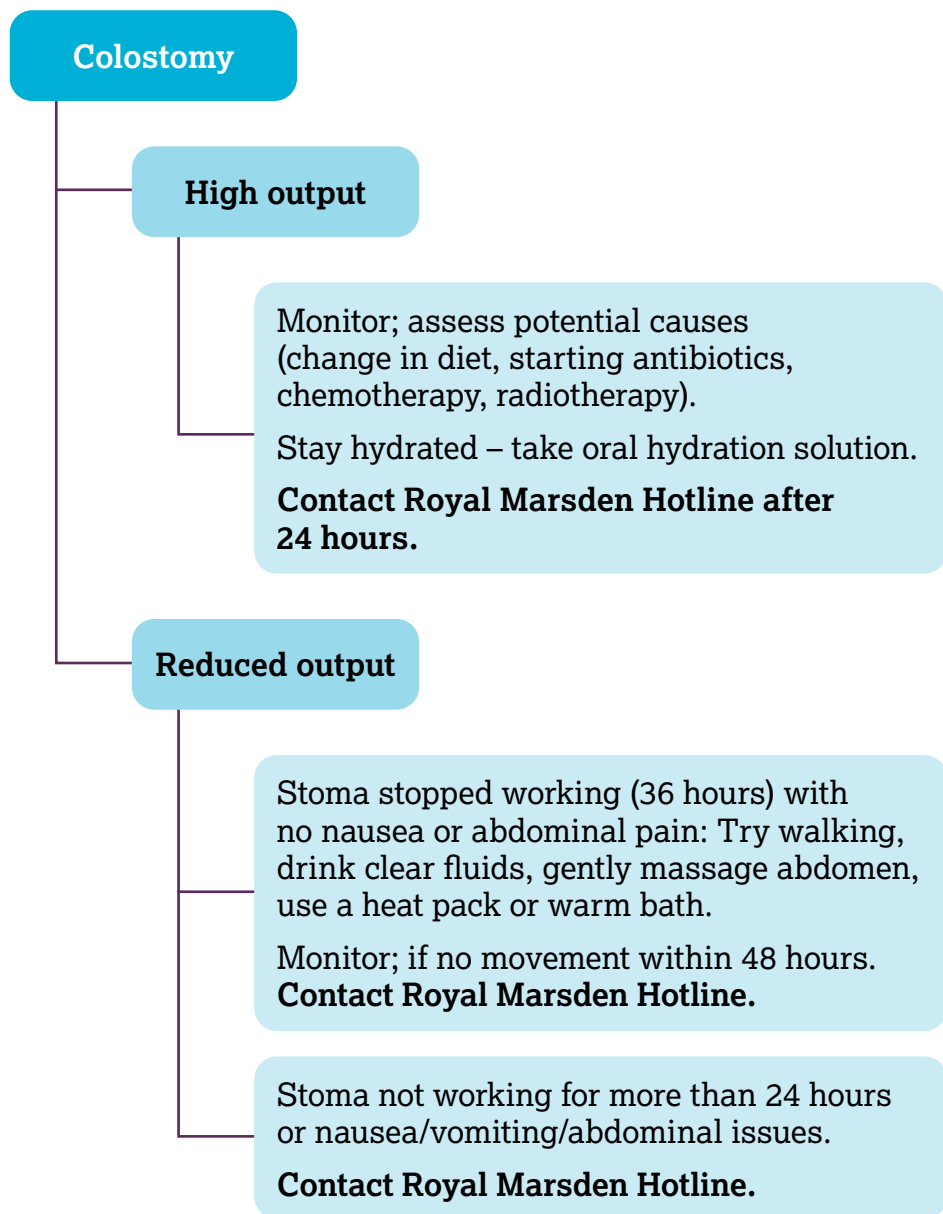 Colostomy
High output
Monitor; assess potential causes
(change in diet, starting antibiotics,
chemotherapy, radiotherapy).
Stay hydrated – take oral hydration solution.
Contact Royal Marsden Hotline after
24 hours.
Reduced output
Stoma stopped working (36 hours) with
no nausea or abdominal pain: Try walking,
drink clear fluids, gently massage abdomen,
use a heat pack or warm bath.
Monitor; if no movement within 48 hours.
Contact Royal Marsden Hotline.
Stoma not working for more than 24 hours
or nausea/vomiting/abdominal issues.
Contact Royal Marsden Hotline.